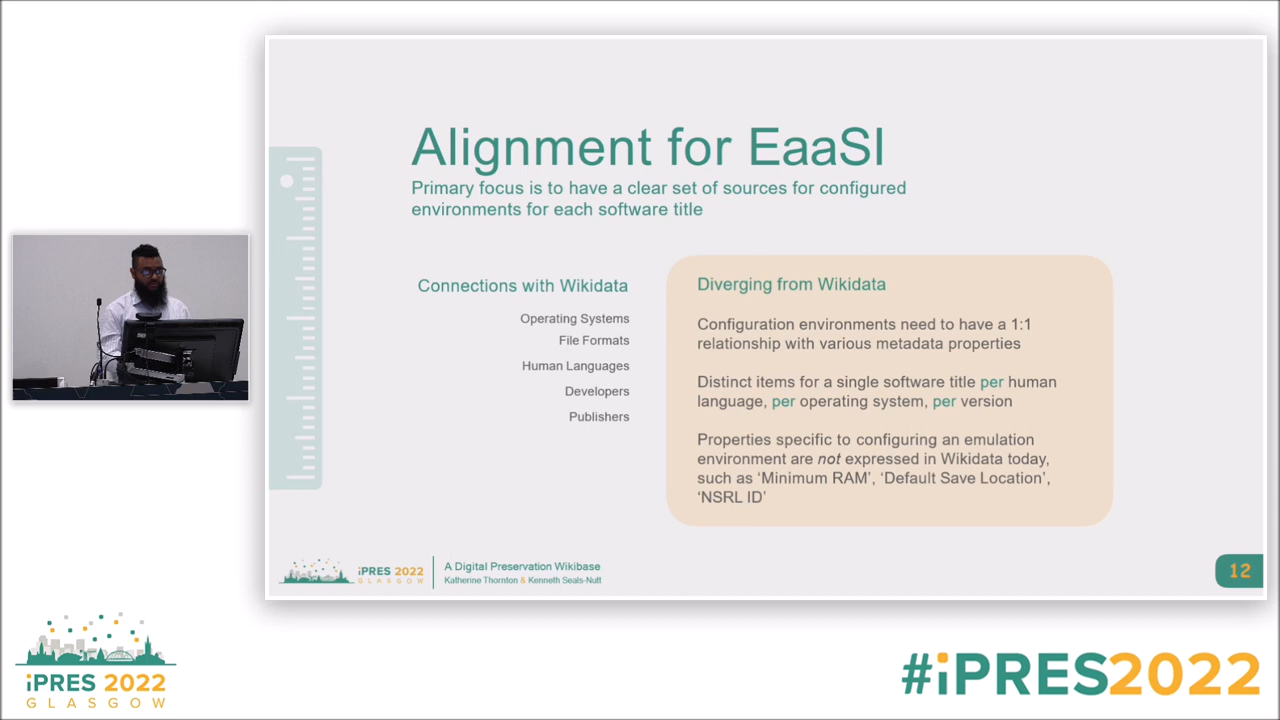 Alignment for EaaSI
Primary focus is to have a clear set of sources for configured
environments for each software title
Connections with Wikidata
Operating Systems
File Formats
Human Languages
Developers
Publishers
Diverging from Wikidata
Configuration environments need to have a 1:1
relationship with various metadata properties
Distinct items for a single software title per human
language, per operating system, per version
Properties specific to configuring an emulation
environment are not expressed in Wikidata today,
such as ‘Minimum RAM’, ‘Default Save Location’,
‘NSRL ID’
iPRES 2022
GLASGOW
A Digital Preservation Wikibase
Katherine Thornton & Kenneth Seals-Nutt
12
iPRES 2022
GLASGOW
#iPRES2022